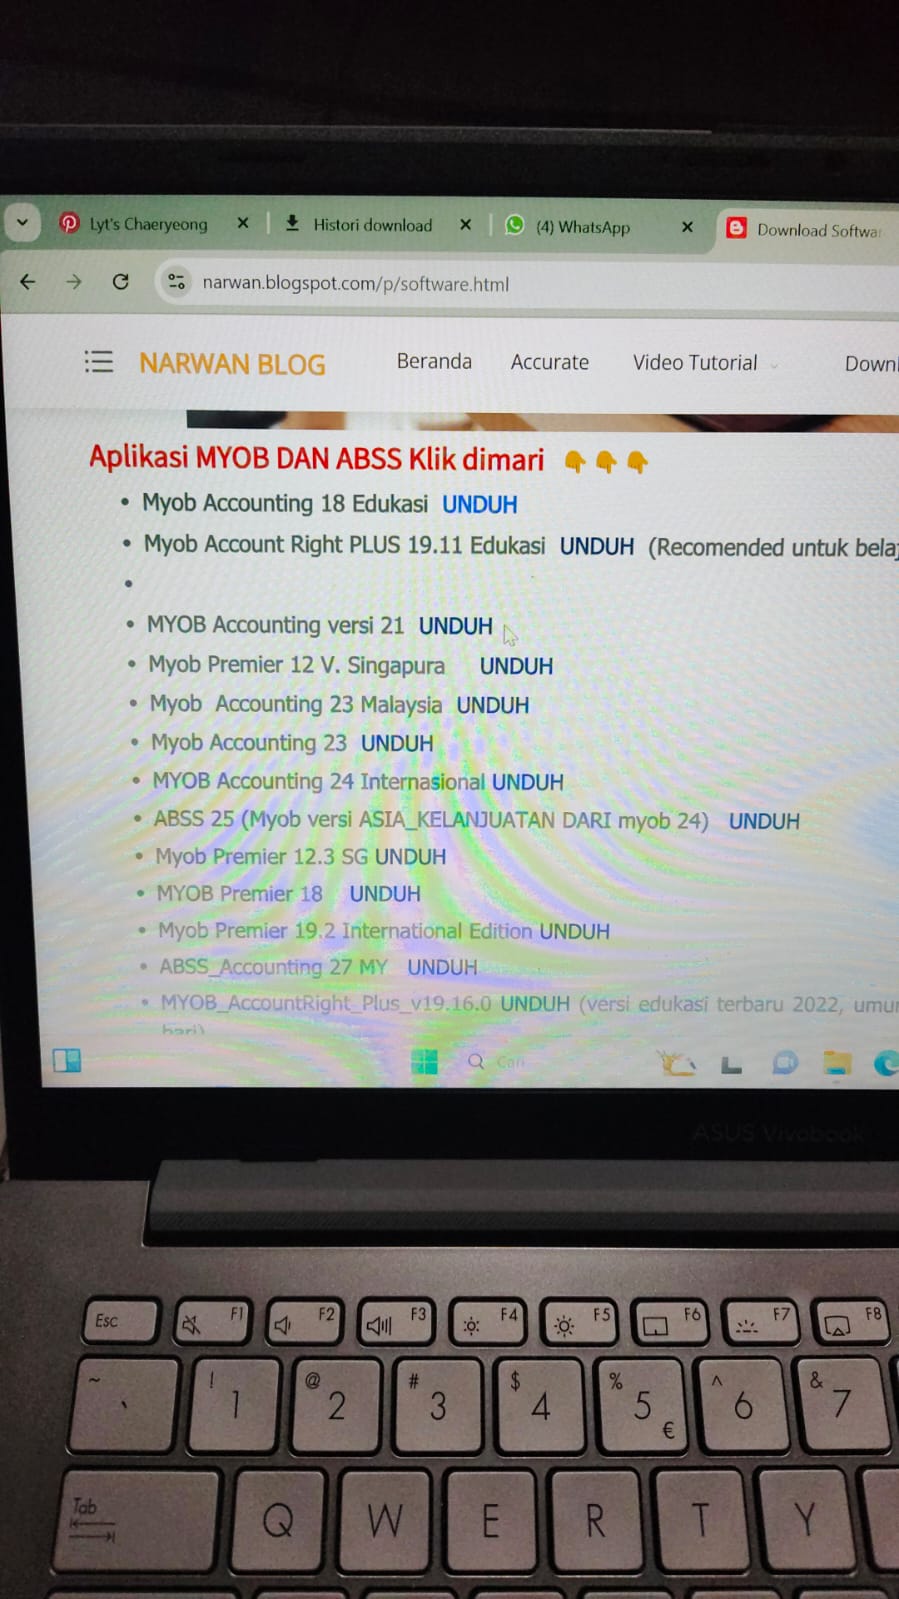 Lyt's Chaeryeong
Histori download
(4) WhatsApp
Download Softwar
narwan.blogspot.com/p/software.html
NARWAN BLOG
Beranda
Accurate
Video Tutorial
Downl
Aplikasi MYOB DAN ABSS Klik dimari
Myob Accounting 18 Edukasi UNDUH
Myob Account Right PLUS 19.11 Edukasi UNDUH (Recomended untuk belaj
MYOB Accounting versi 21 UNDUH
Myob Premier 12 V. Singapura UNDUH
Myob Accounting 23 Malaysia UNDUH
Myob Accounting 23 UNDUH
MYOB Accounting 24 Internasional UNDUH
ABSS 25 (Myob versi ASIA_KELANJUATAN DARI myob 24) UNDUH
Myob Premier 12.3 SG UNDUH
MYOB Premier 18 UNDUH
Myob Premier 19.2 International Edition UNDUH
ABSS_Accounting 27 MY UNDUH
MYOB_AccountRight_Plus_v19.16.0 UNDUH (versi edukasi terbaru 2022, umur
hari)
Cari
ASUS Vivobook
Esc F1 F2 F3 F4 F5 F6 F7 F8
~ ! @ # $ % ^ &
` 1 2 3 4 5 € 6 7
Tab Q W E R T Y